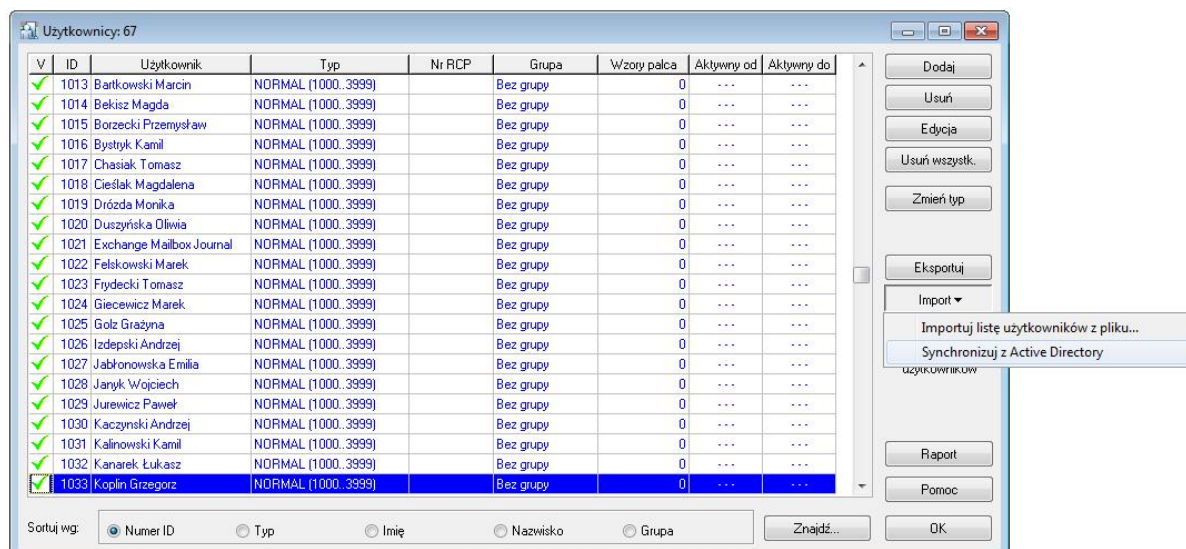 Użytkownicy: 67
V ID Użytkownik Typ Nr RCP Grupa Wzory palca Aktywny od Aktywny do
1013 Bartkowski Marcin NORMAL (1000..3999) Bez grupy 0 --- ---
1014 Bekisz Magda NORMAL (1000..3999) Bez grupy 0 --- ---
1015 Borzecki Przemysław NORMAL (1000..3999) Bez grupy 0 --- ---
1016 Bystryk Kamil NORMAL (1000..3999) Bez grupy 0 --- ---
1017 Chasiak Tomasz NORMAL (1000..3999) Bez grupy 0 --- ---
1018 Cieślak Magdalena NORMAL (1000..3999) Bez grupy 0 --- ---
1019 Drózda Monika NORMAL (1000..3999) Bez grupy 0 --- ---
1020 Duszyńska Oliwia NORMAL (1000..3999) Bez grupy 0 --- ---
1021 Exchange Mailbox Journal NORMAL (1000..3999) Bez grupy 0 --- ---
1022 Felskowski Marek NORMAL (1000..3999) Bez grupy 0 --- ---
1023 Frydecki Tomasz NORMAL (1000..3999) Bez grupy 0 --- ---
1024 Giecewicz Marek NORMAL (1000..3999) Bez grupy 0 --- ---
1025 Golz Grażyna NORMAL (1000..3999) Bez grupy 0 --- ---
1026 Izdepski Andrzej NORMAL (1000..3999) Bez grupy 0 --- ---
1027 Jabłonowska Emilia NORMAL (1000..3999) Bez grupy 0 --- ---
1028 Janyk Wojciech NORMAL (1000..3999) Bez grupy 0 --- ---
1029 Jurewicz Paweł NORMAL (1000..3999) Bez grupy 0 --- ---
1030 Kaczynski Andrzej NORMAL (1000..3999) Bez grupy 0 --- ---
1031 Kalinowski Kamil NORMAL (1000..3999) Bez grupy 0 --- ---
1032 Kanarek Łukasz NORMAL (1000..3999) Bez grupy 0 --- ---
1033 Koplin Grzegorz NORMAL (1000..3999) Bez grupy 0 --- ---
Dodaj
Usuń
Edycja
Usuń wszystk.
Zmień typ
Eksportuj
Import
Importuj listę użytkowników z pliku...
Synchronizuj z Active Directory
użytkowników
Raport
Pomoc
Sortuj wg: Numer ID Typ Imię Nazwisko Grupa Znajdź... OK